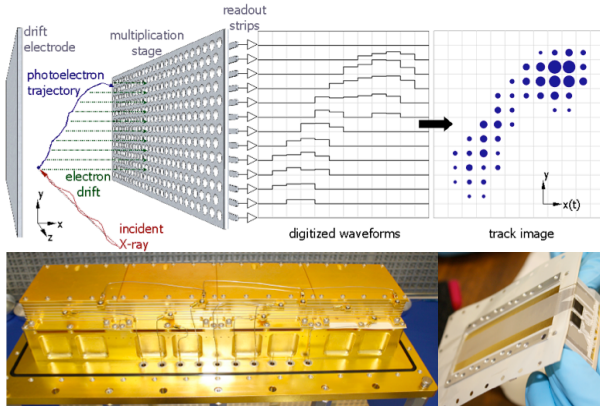 drift
electrode
multiplication
stage
readout
strips
photoelectron
trajectory
electron
drift
incident
X-ray
y
x
z
digitized waveforms
y
x(t)
track image